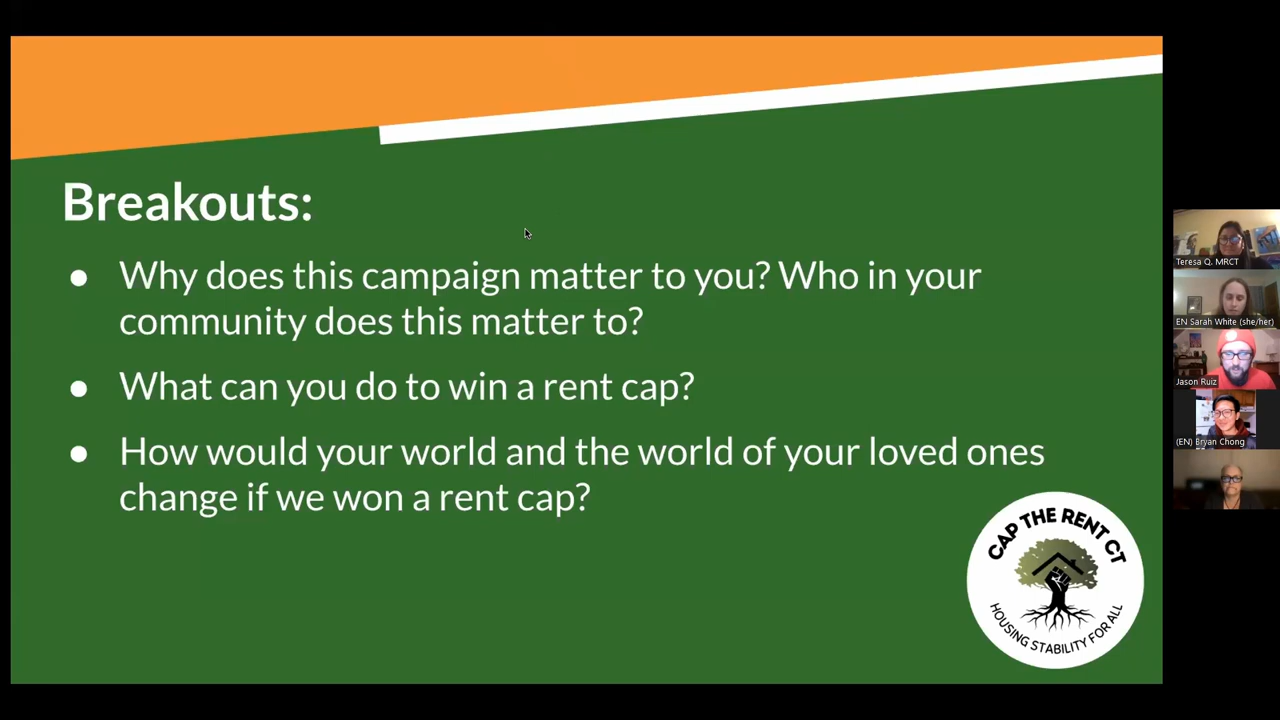 Breakouts:
● Why does this campaign matter to you? Who in your
community does this matter to?
● What can you do to win a rent cap?
● How would your world and the world of your loved ones
change if we won a rent cap?
CAP THE RENT CT
HOUSING STABILITY FOR ALL
Teresa Q. MRCT
EN Sarah White (she/her)
Jason Ruiz
(EN) Bryan Chong